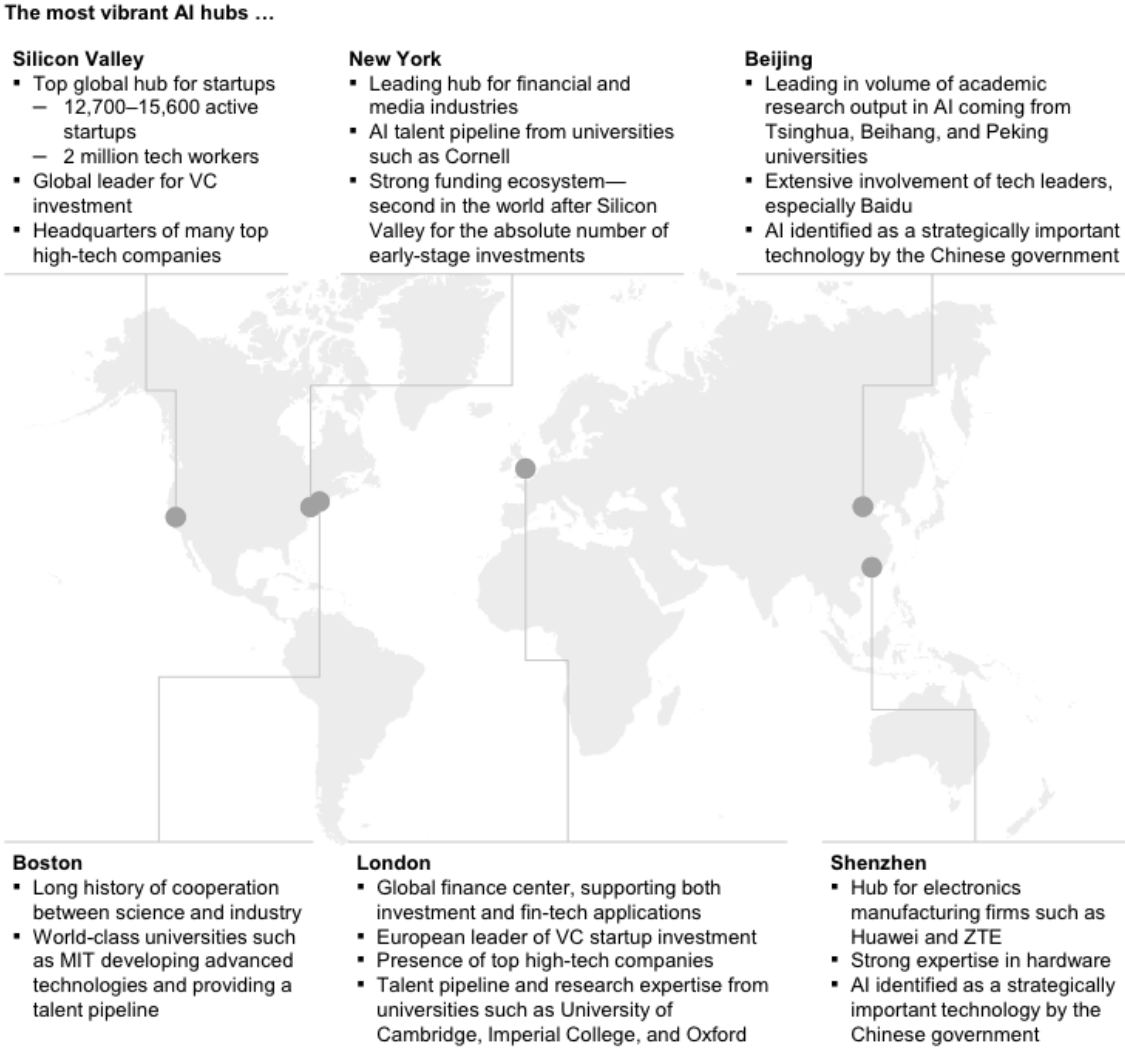 The most vibrant AI hubs …
Silicon Valley
▪ Top global hub for startups
– 12,700–15,600 active
startups
– 2 million tech workers
▪ Global leader for VC
investment
▪ Headquarters of many top
high-tech companies
New York
▪ Leading hub for financial and
media industries
▪ AI talent pipeline from universities
such as Cornell
▪ Strong funding ecosystem—
second in the world after Silicon
Valley for the absolute number of
early-stage investments
Beijing
▪ Leading in volume of academic
research output in AI coming from
Tsinghua, Beihang, and Peking
universities
▪ Extensive involvement of tech leaders,
especially Baidu
▪ AI identified as a strategically important
technology by the Chinese government
Boston
▪ Long history of cooperation
between science and industry
▪ World-class universities such
as MIT developing advanced
technologies and providing a
talent pipeline
London
▪ Global finance center, supporting both
investment and fin-tech applications
▪ European leader of VC startup investment
▪ Presence of top high-tech companies
▪ Talent pipeline and research expertise from
universities such as University of
Cambridge, Imperial College, and Oxford
Shenzhen
▪ Hub for electronics
manufacturing firms such as
Huawei and ZTE
▪ Strong expertise in hardware
▪ AI identified as a strategically
important technology by the
Chinese government